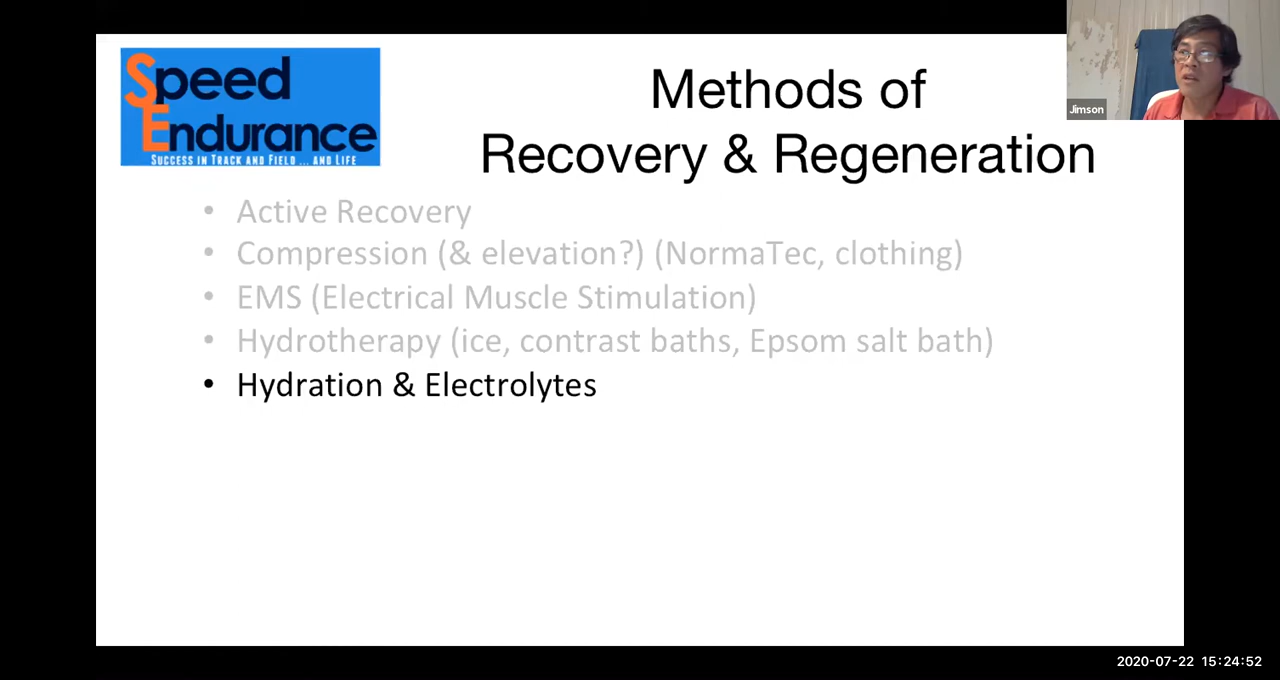 Speed
Endurance
SUCCESS IN TRACK AND FIELD ... AND LIFE
Methods of
Recovery & Regeneration
Jimson
• Active Recovery
• Compression (& elevation?) (NormaTec, clothing)
• EMS (Electrical Muscle Stimulation)
• Hydrotherapy (ice, contrast baths, Epsom salt bath)
• Hydration & Electrolytes
2020-07-22 15:24:52